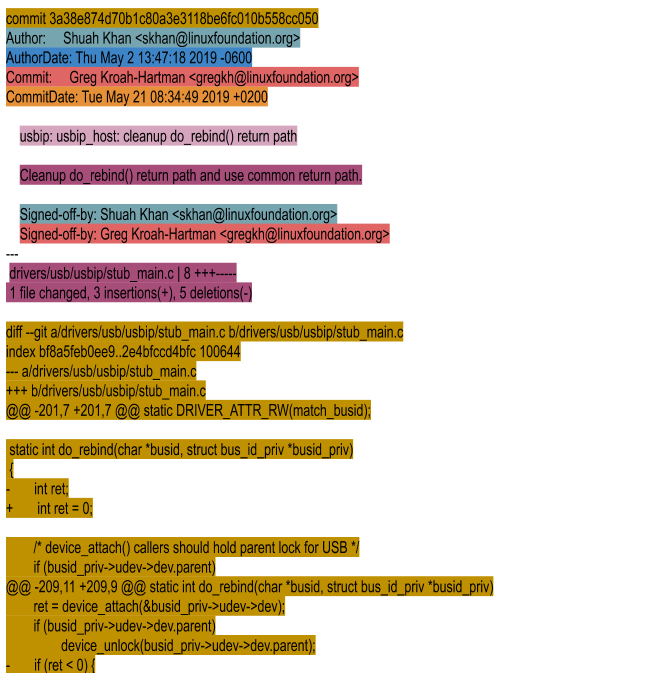 commit 3a38e874d70b1c80a3e3118be6fc010b558cc050
Author:     Shuah Khan <skhan@linuxfoundation.org>
AuthorDate: Thu May 2 13:47:18 2019 -0600
Commit:     Greg Kroah-Hartman <gregkh@linuxfoundation.org>
CommitDate: Tue May 21 08:34:49 2019 +0200

    usbip: usbip_host: cleanup do_rebind() return path

    Cleanup do_rebind() return path and use common return path.

    Signed-off-by: Shuah Khan <skhan@linuxfoundation.org>
    Signed-off-by: Greg Kroah-Hartman <gregkh@linuxfoundation.org>
---
 drivers/usb/usbip/stub_main.c | 8 +++-----
 1 file changed, 3 insertions(+), 5 deletions(-)

diff --git a/drivers/usb/usbip/stub_main.c b/drivers/usb/usbip/stub_main.c
index bf8a5feb0ee9..2e4bfccd4bfc 100644
--- a/drivers/usb/usbip/stub_main.c
+++ b/drivers/usb/usbip/stub_main.c
@@ -201,7 +201,7 @@ static DRIVER_ATTR_RW(match_busid);

 static int do_rebind(char *busid, struct bus_id_priv *busid_priv)
 {
-       int ret;
+       int ret = 0;

        /* device_attach() callers should hold parent lock for USB */
        if (busid_priv->udev->dev.parent)
@@ -209,11 +209,9 @@ static int do_rebind(char *busid, struct bus_id_priv *busid_priv)
        ret = device_attach(&busid_priv->udev->dev);
        if (busid_priv->udev->dev.parent)
                device_unlock(busid_priv->udev->dev.parent);
-       if (ret < 0) {